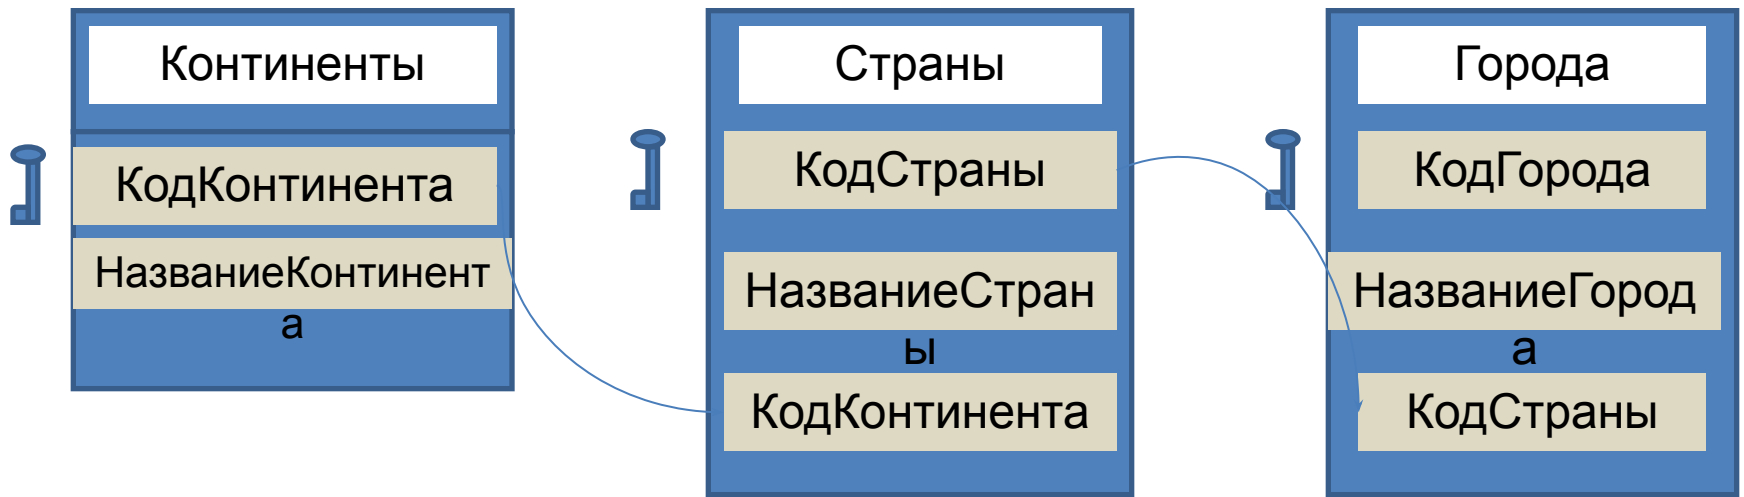 Континенты
КодКонтинента
НазваниеКонтинент
а
Страны
КодСтраны
НазваниеСтран
ы
КодКонтинента
Города
КодГорода
НазваниеГород
а
КодСтраны